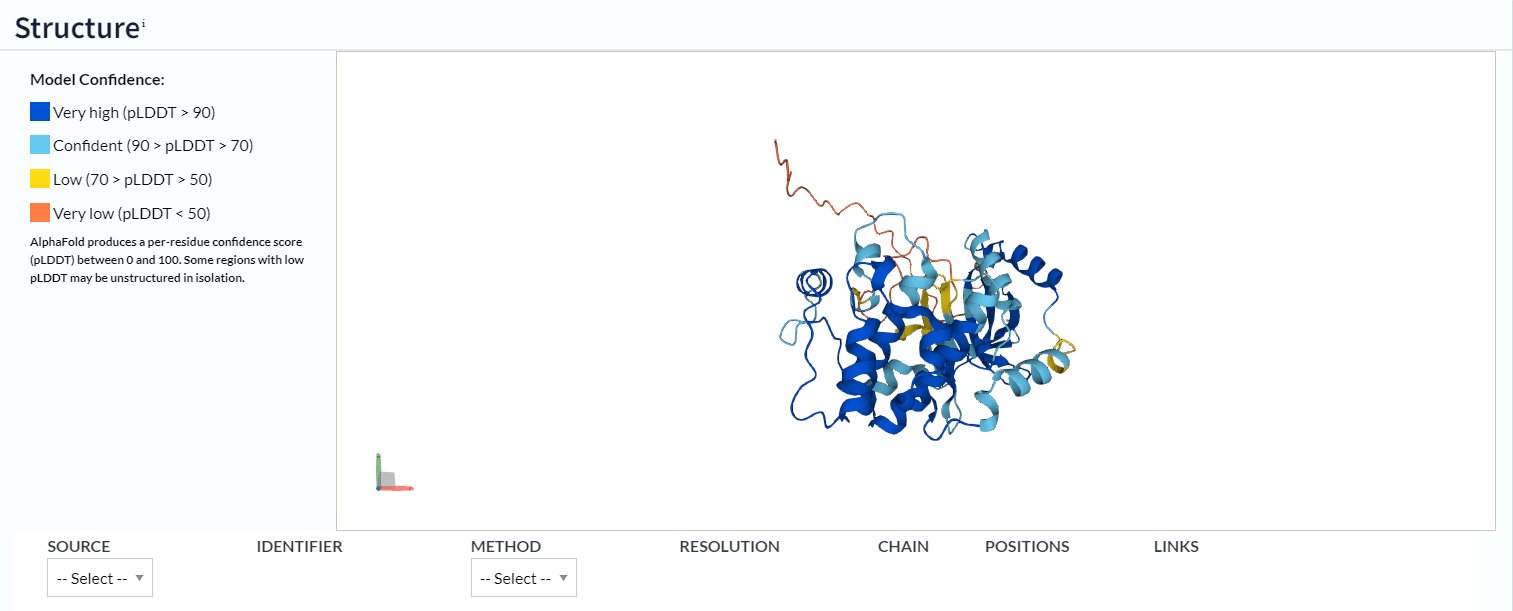 Structureⁱ
Model Confidence:
Very high (pLDDT > 90)
Confident (90 > pLDDT > 70)
Low (70 > pLDDT > 50)
Very low (pLDDT < 50)
AlphaFold produces a per-residue confidence score
(pLDDT) between 0 and 100. Some regions with low
pLDDT may be unstructured in isolation.
SOURCE IDENTIFIER METHOD RESOLUTION CHAIN POSITIONS LINKS
-- Select -- -- Select --